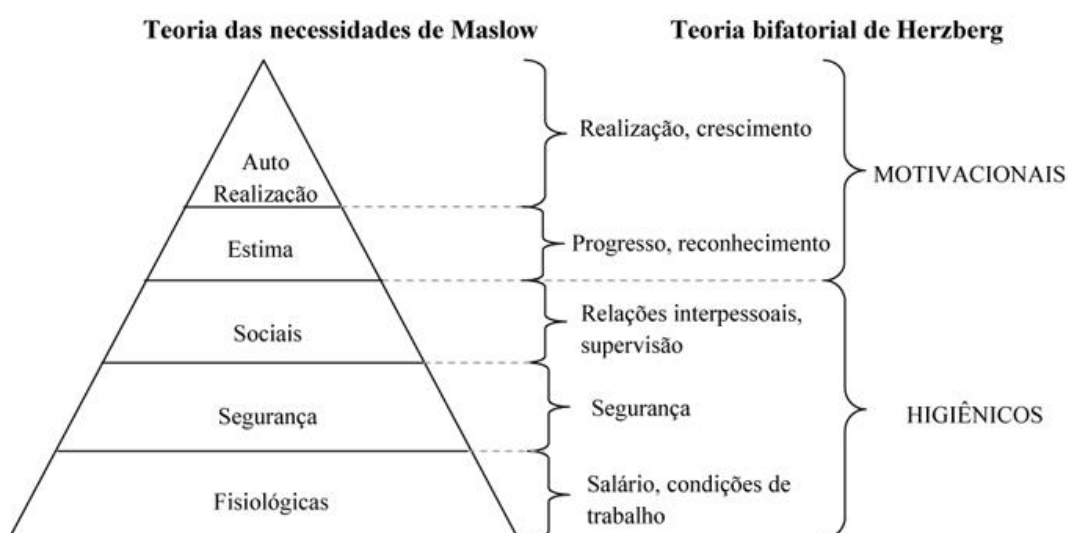 Teoria das necessidades de Maslow
Teoria bifatorial de Herzberg
Auto
Realização
Estima
Sociais
Segurança
Fisiológicas
Realização, crescimento
Progresso, reconhecimento
Relações interpessoais,
supervisão
Segurança
Salário, condições de
trabalho
MOTIVACIONAIS
HIGIÊNICOS